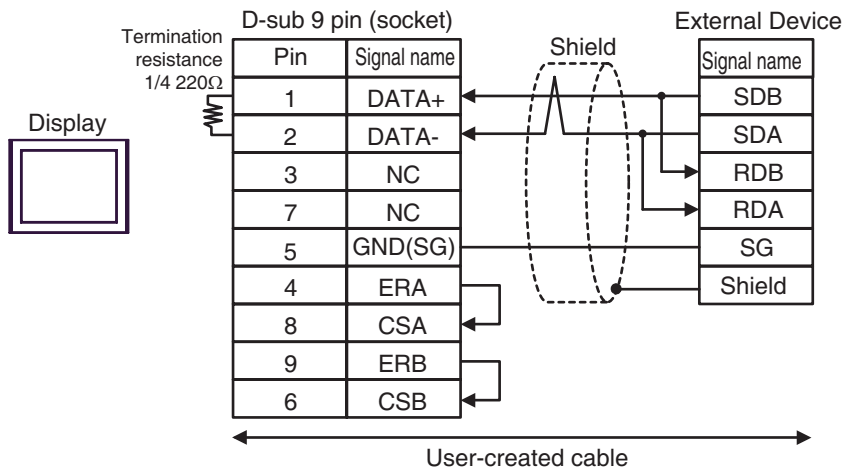 D-sub 9 pin (socket)
External Device
Termination
resistance
1/4 220Ω
Shield
Display
Pin Signal name
1 DATA+
2 DATA-
3 NC
7 NC
5 GND(SG)
4 ERA
8 CSA
9 ERB
6 CSB
Signal name
SDB
SDA
RDB
RDA
SG
Shield
User-created cable